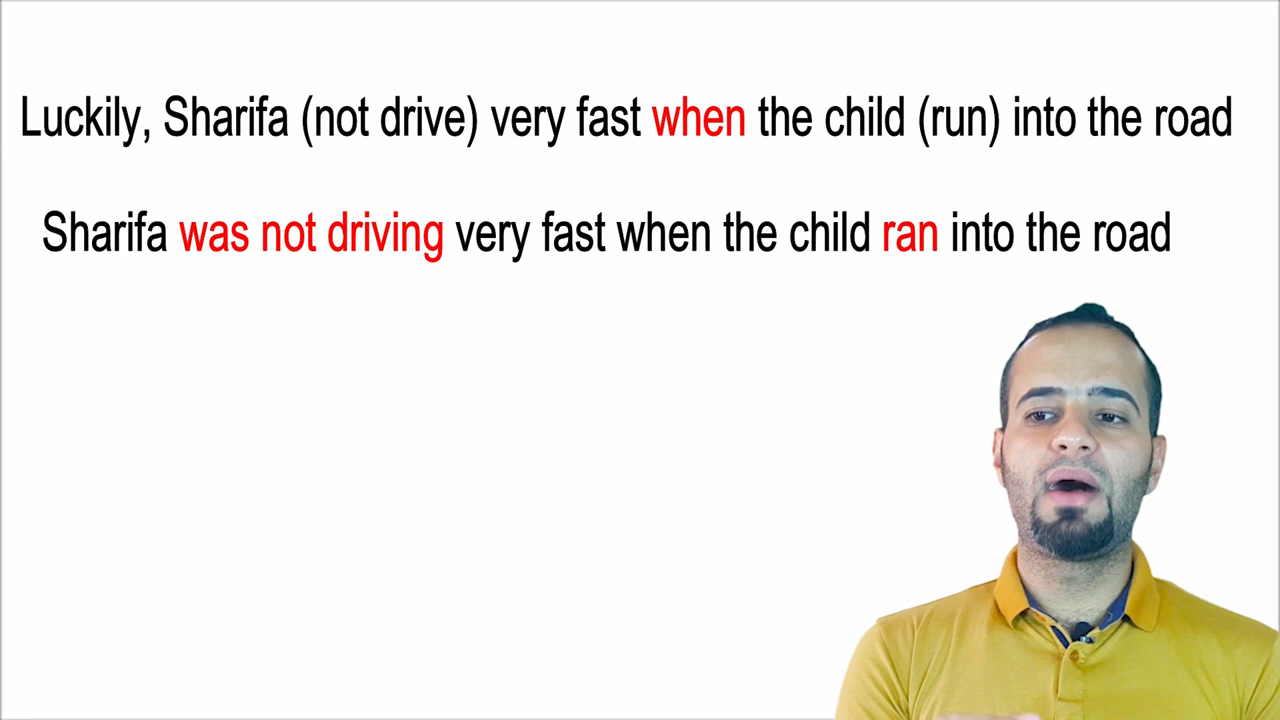 Luckily, Sharifa (not drive) very fast when the child (run) into the road
Sharifa was not driving very fast when the child ran into the road